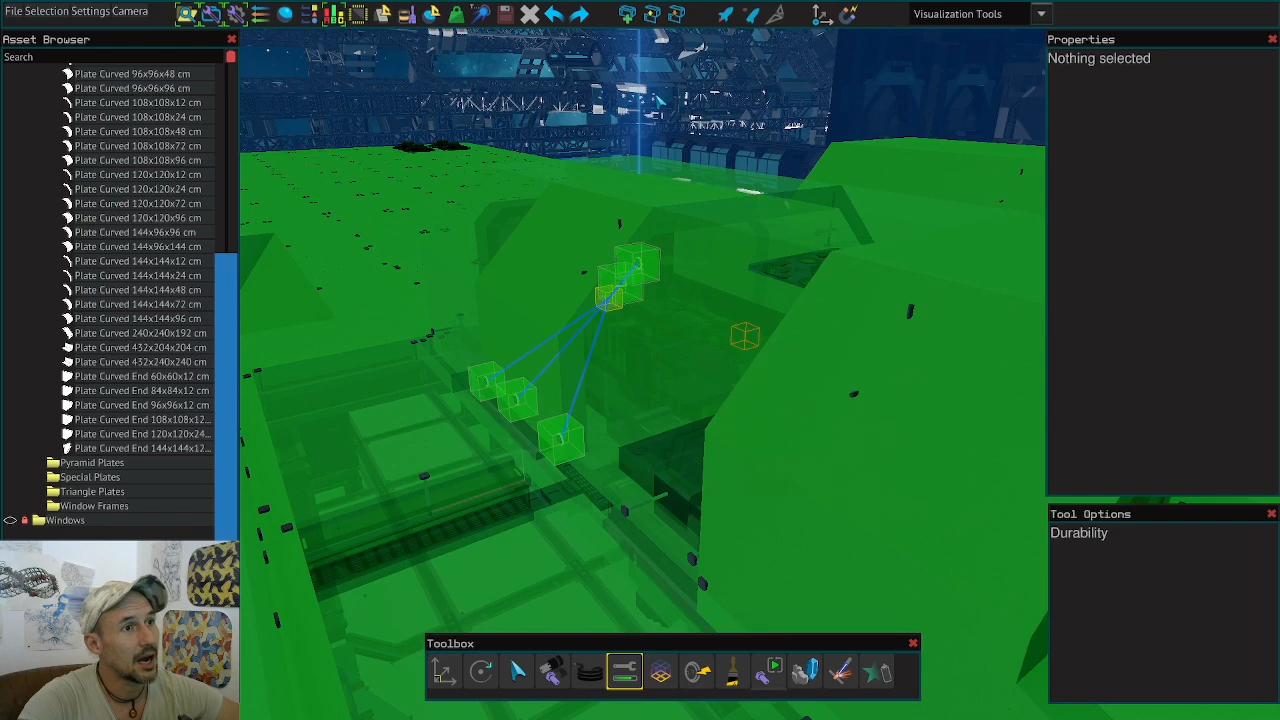 File Selection Settings Camera
Visualization Tools
Asset Browser
Search
Plate Curved 96x96x48 cm
Plate Curved 96x96x96 cm
Plate Curved 108x108x12 cm
Plate Curved 108x108x24 cm
Plate Curved 108x108x48 cm
Plate Curved 108x108x72 cm
Plate Curved 108x108x96 cm
Plate Curved 120x120x12 cm
Plate Curved 120x120x24 cm
Plate Curved 120x120x72 cm
Plate Curved 120x120x96 cm
Plate Curved 144x96x96 cm
Plate Curved 144x96x144 cm
Plate Curved 144x144x12 cm
Plate Curved 144x144x24 cm
Plate Curved 144x144x48 cm
Plate Curved 144x144x72 cm
Plate Curved 144x144x96 cm
Plate Curved 240x240x192 cm
Plate Curved 432x204x204 cm
Plate Curved 432x240x240 cm
Plate Curved End 60x60x12 cm
Plate Curved End 84x84x12 cm
Plate Curved End 96x96x12 cm
Plate Curved End 108x108x12...
Plate Curved End 120x120x24...
Plate Curved End 144x144x12...
Pyramid Plates
Special Plates
Triangle Plates
Window Frames
Windows
Properties
Nothing selected
Tool Options
Durability
Toolbox